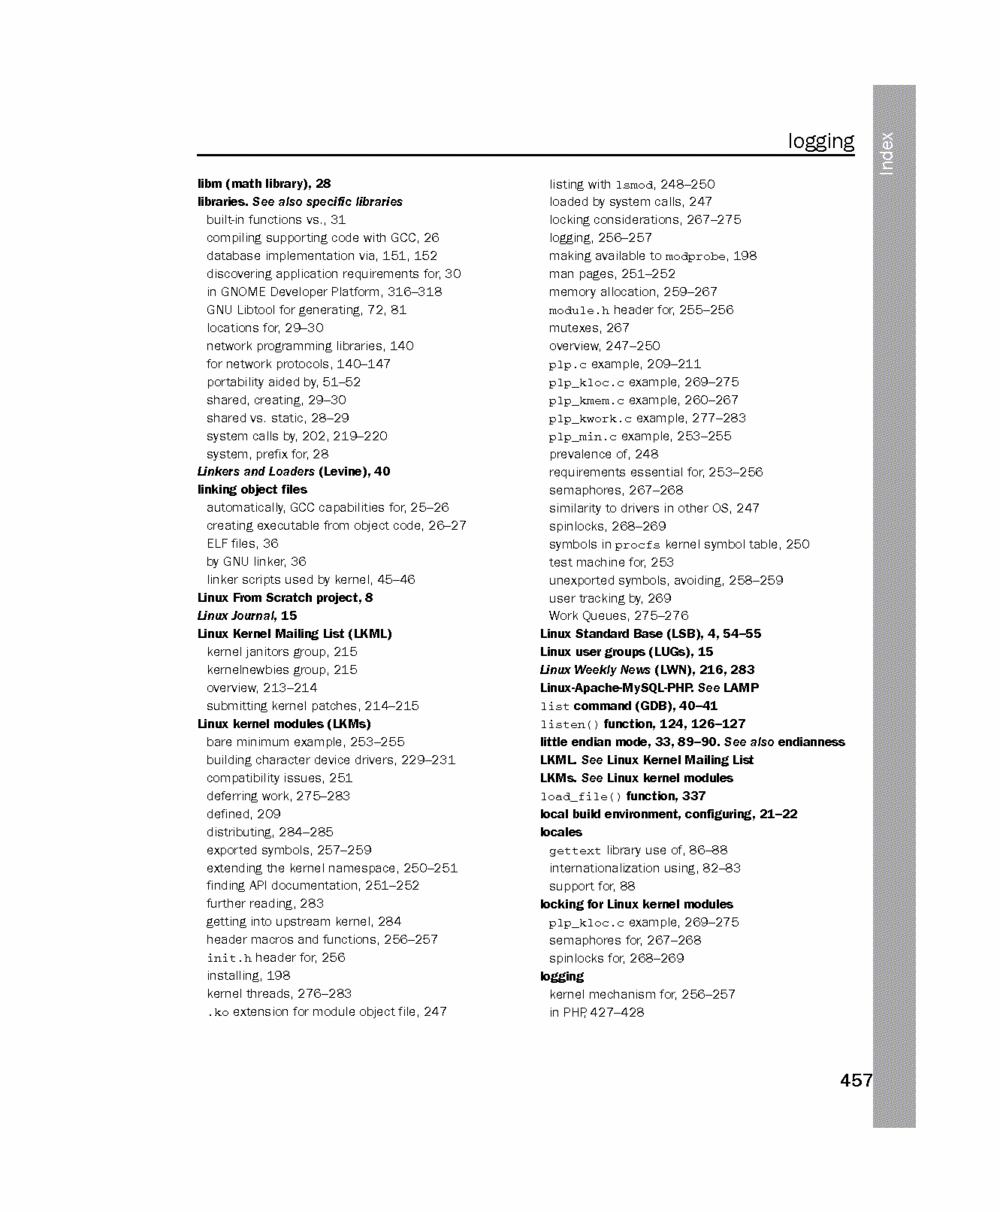 logging
Index
libm (math library), 28
libraries. See also specific libraries
built-in functions vs., 31
compiling supporting code with GCC, 26
database implementation via, 151, 152
discovering application requirements for, 30
in GNOME Developer Platform, 316–318
GNU Libtool for generating, 72, 81
locations for, 29–30
network programming libraries, 140
for network protocols, 140–147
portability aided by, 51–52
shared, creating, 29–30
shared vs. static, 28–29
system calls by, 202, 219–220
system, prefix for, 28
Linkers and Loaders (Levine), 40
linking object files
automatically, GCC capabilities for, 25–26
creating executable from object code, 26–27
ELF files, 36
by GNU linker, 36
linker scripts used by kernel, 45–46
Linux From Scratch project, 8
Linux Journal, 15
Linux Kernel Mailing List (LKML)
kernel janitors group, 215
kernelnewbies group, 215
overview, 213–214
submitting kernel patches, 214–215
Linux kernel modules (LKMs)
bare minimum example, 253–255
building character device drivers, 229–231
compatibility issues, 251
deferring work, 275–283
defined, 209
distributing, 284–285
exported symbols, 257–259
extending the kernel namespace, 250–251
finding API documentation, 251–252
further reading, 283
getting into upstream kernel, 284
header macros and functions, 256–257
init.h header for, 256
installing, 198
kernel threads, 276–283
.ko extension for module object file, 247
listing with lsmod, 248–250
loaded by system calls, 247
locking considerations, 267–275
logging, 256–257
making available to modprobe, 198
man pages, 251–252
memory allocation, 259–267
module.h header for, 255–256
mutexes, 267
overview, 247–250
plp.c example, 209–211
plp_kloc.c example, 269–275
plp_kmem.c example, 260–267
plp_kwork.c example, 277–283
plp_min.c example, 253–255
prevalence of, 248
requirements essential for, 253–256
semaphores, 267–268
similarity to drivers in other OS, 247
spinlocks, 268–269
symbols in procfs kernel symbol table, 250
test machine for, 253
unexported symbols, avoiding, 258–259
user tracking by, 269
Work Queues, 275–276
Linux Standard Base (LSB), 4, 54–55
Linux user groups (LUGs), 15
Linux Weekly News (LWN), 216, 283
Linux-Apache-MySQL-PHP. See LAMP
list command (GDB), 40–41
listen() function, 124, 126–127
little endian mode, 33, 89–90. See also endianness
LKML. See Linux Kernel Mailing List
LKMs. See Linux kernel modules
load_file() function, 337
local build environment, configuring, 21–22
locales
gettext library use of, 86–88
internationalization using, 82–83
support for, 88
locking for Linux kernel modules
plp_kloc.c example, 269–275
semaphores for, 267–268
spinlocks for, 268–269
logging
kernel mechanism for, 256–257
in PHP, 427–428
457